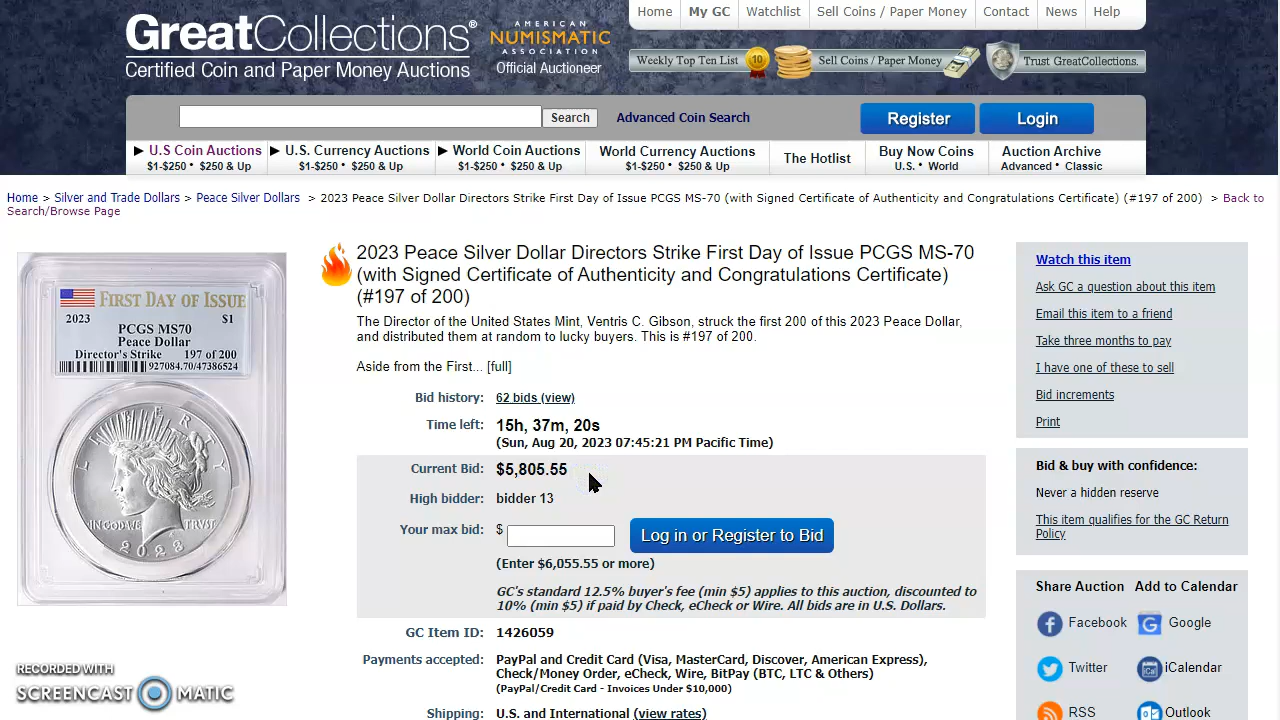 GreatCollections®
Certified Coin and Paper Money Auctions
AMERICAN
NUMISMATIC
ASSOCIATION
Official Auctioneer
Home
My GC
Watchlist
Sell Coins / Paper Money
Contact
News
Help
Weekly Top Ten List
10
Sell Coins / Paper Money
Trust GreatCollections.
Search
Advanced Coin Search
Register
Login
▶ U.S Coin Auctions
$1-$250 • $250 & Up
▶ U.S. Currency Auctions
$1-$250 • $250 & Up
▶ World Coin Auctions
$1-$250 • $250 & Up
World Currency Auctions
$1-$250 • $250 & Up
The Hotlist
Buy Now Coins
U.S. • World
Auction Archive
Advanced • Classic
Home > Silver and Trade Dollars > Peace Silver Dollars > 2023 Peace Silver Dollar Directors Strike First Day of Issue PCGS MS-70 (with Signed Certificate of Authenticity and Congratulations Certificate) (#197 of 200) > Back to
Search/Browse Page
FIRST DAY OF ISSUE
2023 $1
PCGS MS70
Peace Dollar
Director's Strike 197 of 200
927084.70/47386524
LIBERTY
IN GOD WE TRVST
2023
2023 Peace Silver Dollar Directors Strike First Day of Issue PCGS MS-70
(with Signed Certificate of Authenticity and Congratulations Certificate)
(#197 of 200)
The Director of the United States Mint, Ventris C. Gibson, struck the first 200 of this 2023 Peace Dollar,
and distributed them at random to lucky buyers. This is #197 of 200.
Aside from the First... [full]
Bid history: 62 bids (view)
Time left: 15h, 37m, 20s
(Sun, Aug 20, 2023 07:45:21 PM Pacific Time)
Current Bid: $5,805.55
High bidder: bidder 13
Your max bid: $
Log in or Register to Bid
(Enter $6,055.55 or more)
GC's standard 12.5% buyer's fee (min $5) applies to this auction, discounted to
10% (min $5) if paid by Check, eCheck or Wire. All bids are in U.S. Dollars.
GC Item ID: 1426059
Payments accepted: PayPal and Credit Card (Visa, MasterCard, Discover, American Express),
Check/Money Order, eCheck, Wire, BitPay (BTC, LTC & Others)
(PayPal/Credit Card - Invoices Under $10,000)
Shipping: U.S. and International (view rates)
Watch this item
Ask GC a question about this item
Email this item to a friend
Take three months to pay
I have one of these to sell
Bid increments
Print
Bid & buy with confidence:
Never a hidden reserve
This item qualifies for the GC Return
Policy
Share Auction Add to Calendar
Facebook Google
Twitter iCalendar
RSS Outlook
RECORDED WITH
SCREENCAST MATIC